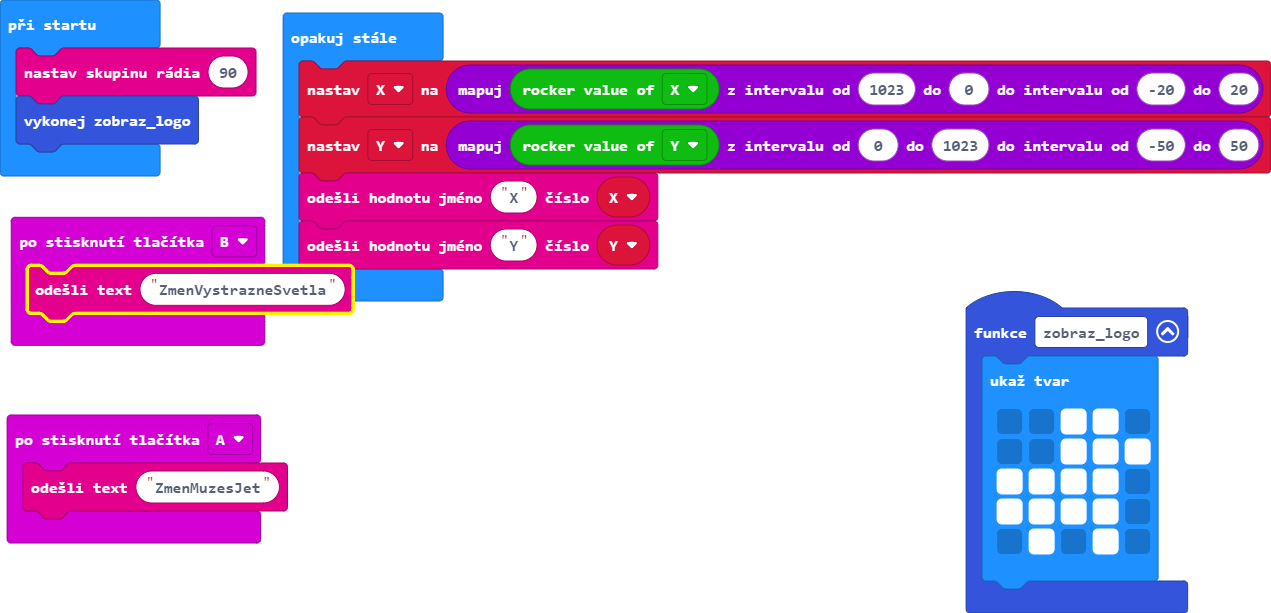 při startu
nastav skupinu rádia 90
vykonej zobraz_logo
opakuj stále
nastav X na mapuj rocker value of X z intervalu od 1023 do 0 do intervalu od -20 do 20
nastav Y na mapuj rocker value of Y z intervalu od 0 do 1023 do intervalu od -50 do 50
odešli hodnotu jméno "X" číslo X
odešli hodnotu jméno "Y" číslo Y
po stisknutí tlačítka B
odešli text "ZmenVystrazneSvetla"
po stisknutí tlačítka A
odešli text "ZmenMuzesJet"
funkce zobraz_logo
ukaž tvar